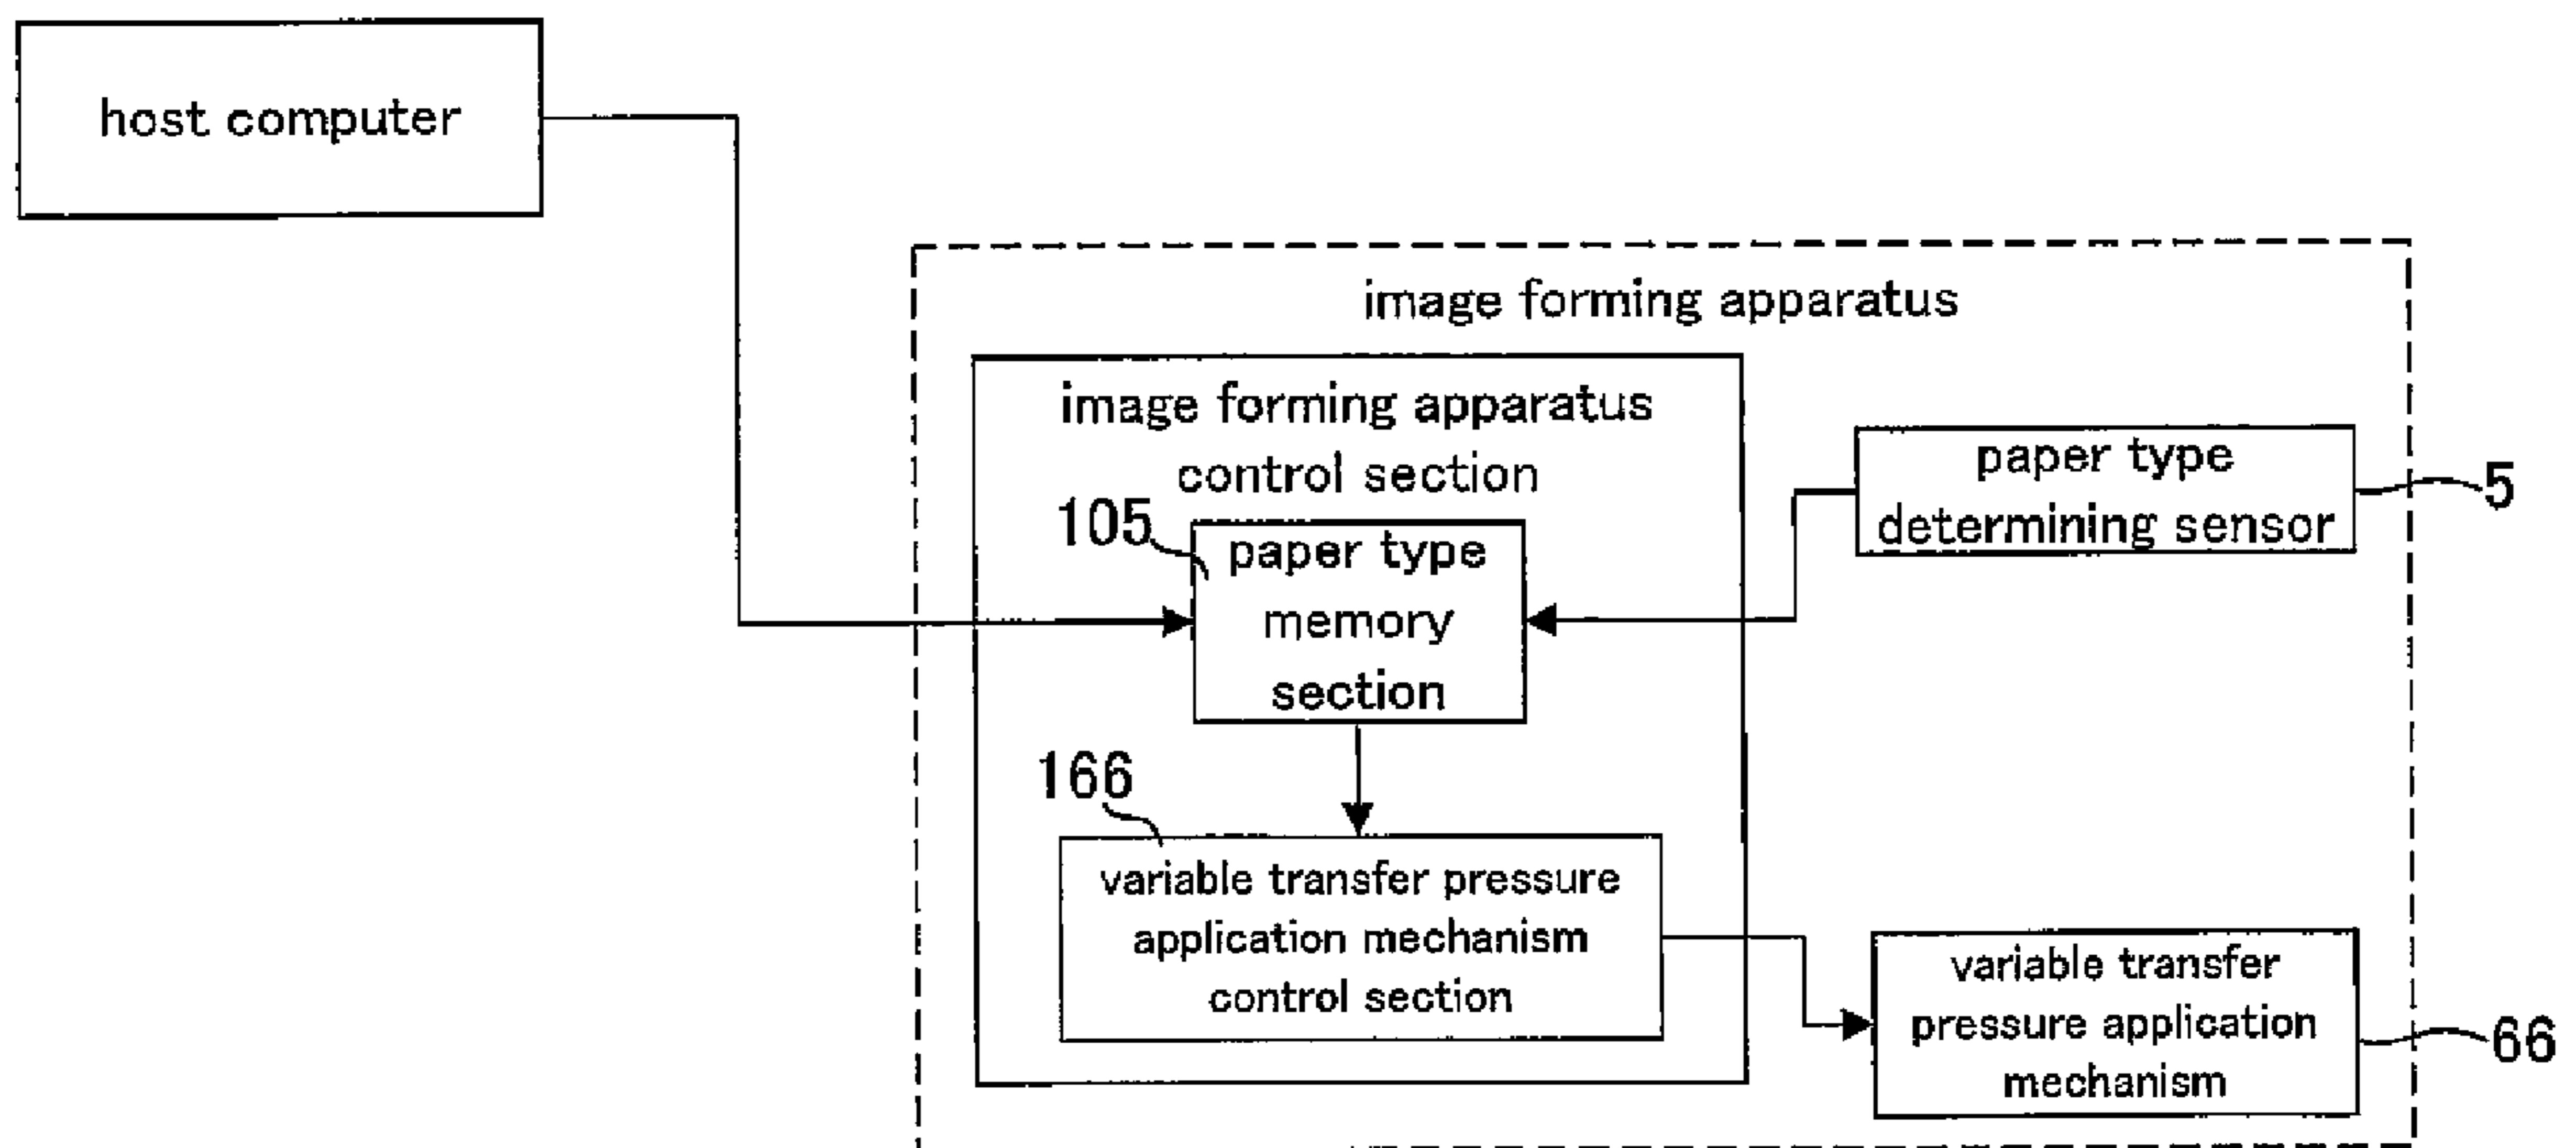 host computer
image forming apparatus
image forming apparatus
control section
105
paper type
memory
section
paper type
determining sensor
5
166
variable transfer pressure
application mechanism
control section
variable transfer
pressure application
mechanism
66